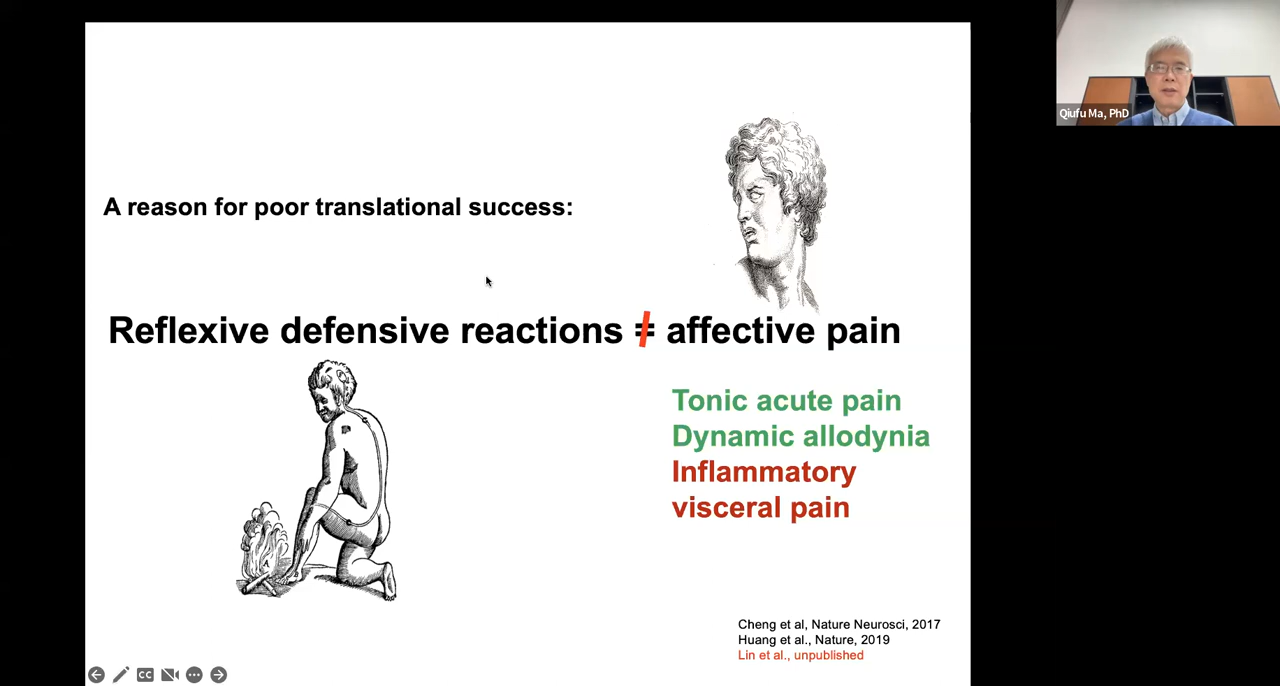 Qiufu Ma, PhD
A reason for poor translational success:
Reflexive defensive reactions ≠ affective pain
Tonic acute pain
Dynamic allodynia
Inflammatory
visceral pain
Cheng et al, Nature Neurosci, 2017
Huang et al., Nature, 2019
Lin et al., unpublished
CC